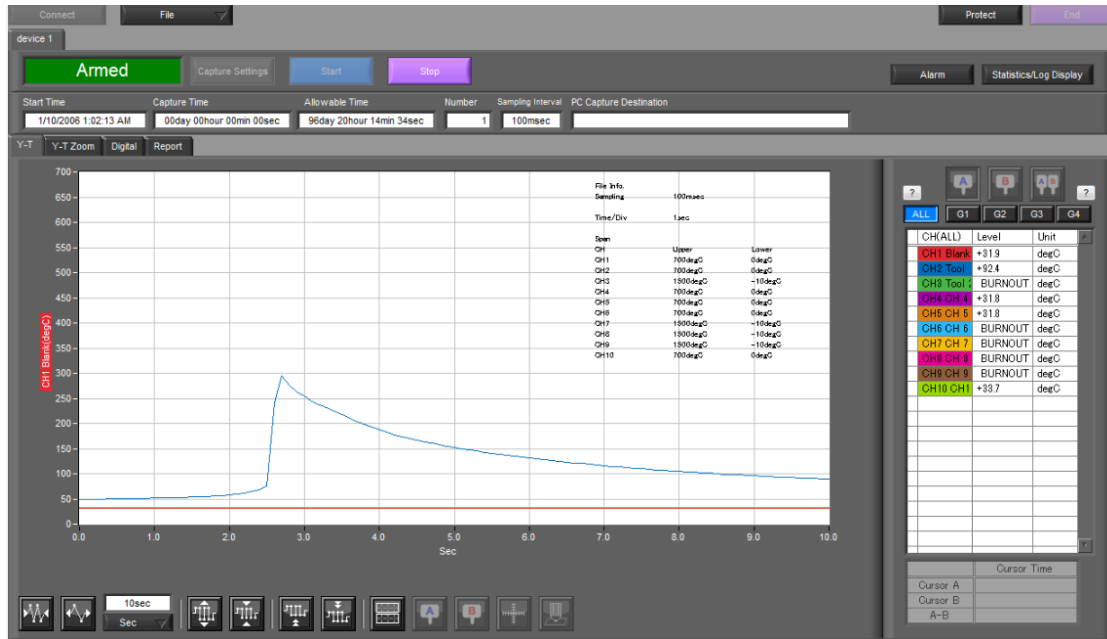 Connect File Protect End
device 1
Armed Capture Settings Start Stop Alarm Statistics/Log Display
Start Time Capture Time Allowable Time Number Sampling Interval PC Capture Destination
1/10/2006 1:02:13 AM 00day 00hour 00min 00sec 96day 20hour 14min 34sec 1 100msec
Y-T Y-T Zoom Digital Report
700
650
600
550
500
450
400
350
300
250
200
150
100
50
0
CH1 Blank(degC)
0.0 1.0 2.0 3.0 4.0 5.0 6.0 7.0 8.0 9.0 10.0
Sec
File Info.
Sampling 100msec
Time/Div 1sec
Span
CH Upper Lower
CH1 700degC 0degC
CH2 700degC 0degC
CH3 1300degC -10degC
CH4 700degC 0degC
CH5 700degC 0degC
CH6 700degC 0degC
CH7 1300degC -10degC
CH8 1300degC -10degC
CH9 1300degC -10degC
CH10 700degC 0degC
A B A B
? ?
ALL G1 G2 G3 G4
CH(ALL) Level Unit
CH1 Blank +31.9 degC
CH2 Tool +92.4 degC
CH3 Tool 2 BURNOUT degC
CH4 CH 4 +31.8 degC
CH5 CH 5 +31.8 degC
CH6 CH 6 BURNOUT degC
CH7 CH 7 BURNOUT degC
CH8 CH 8 BURNOUT degC
CH9 CH 9 BURNOUT degC
CH10 CH1 +33.7 degC
Cursor Time
Cursor A
Cursor B
A-B
10sec
Sec
A B